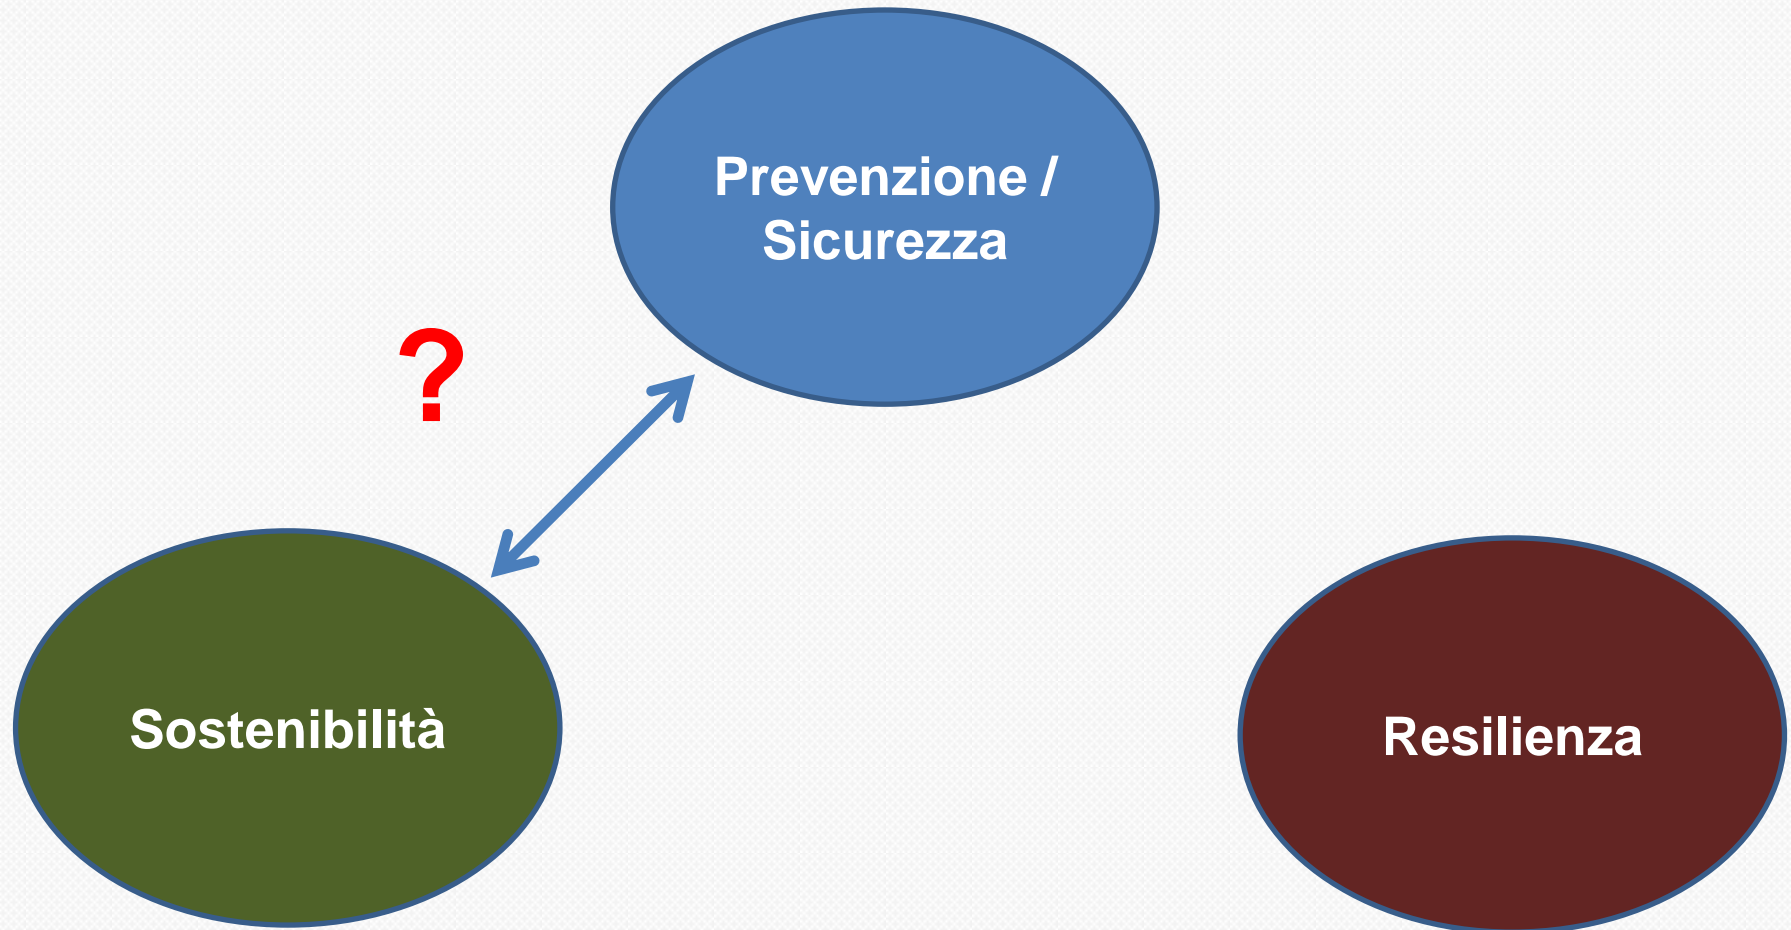 Prevenzione /
Sicurezza
?
Sostenibilità
Resilienza